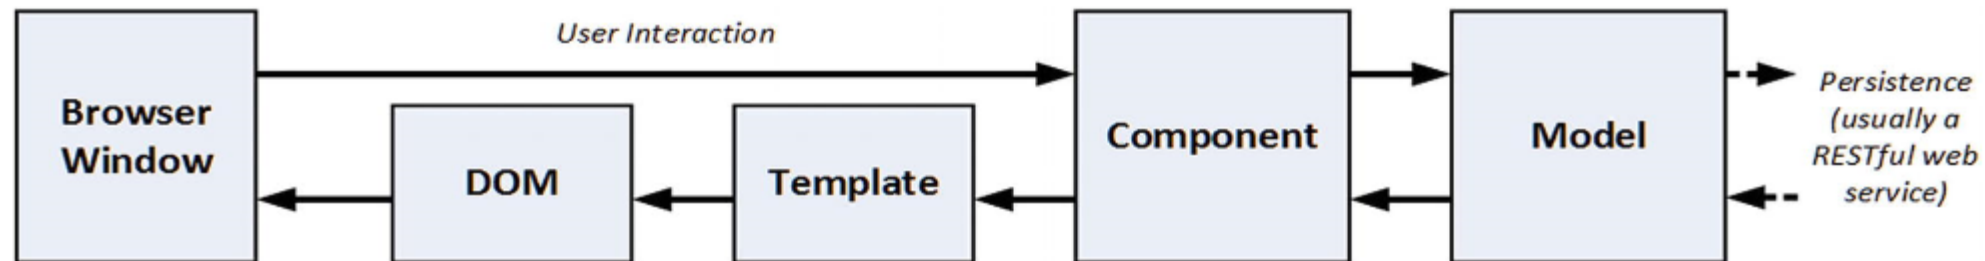 User Interaction
Browser
Window
DOM
Template
Component
Model
Persistence
(usually a
RESTful web
service)